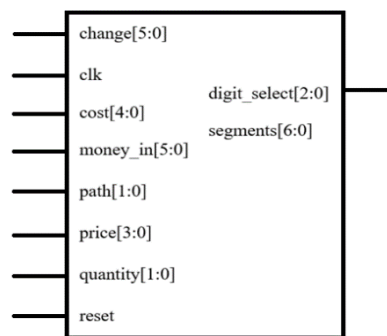 change[5:0]
clk
cost[4:0]
money_in[5:0]
path[1:0]
price[3:0]
quantity[1:0]
reset
digit_select[2:0]
segments[6:0]